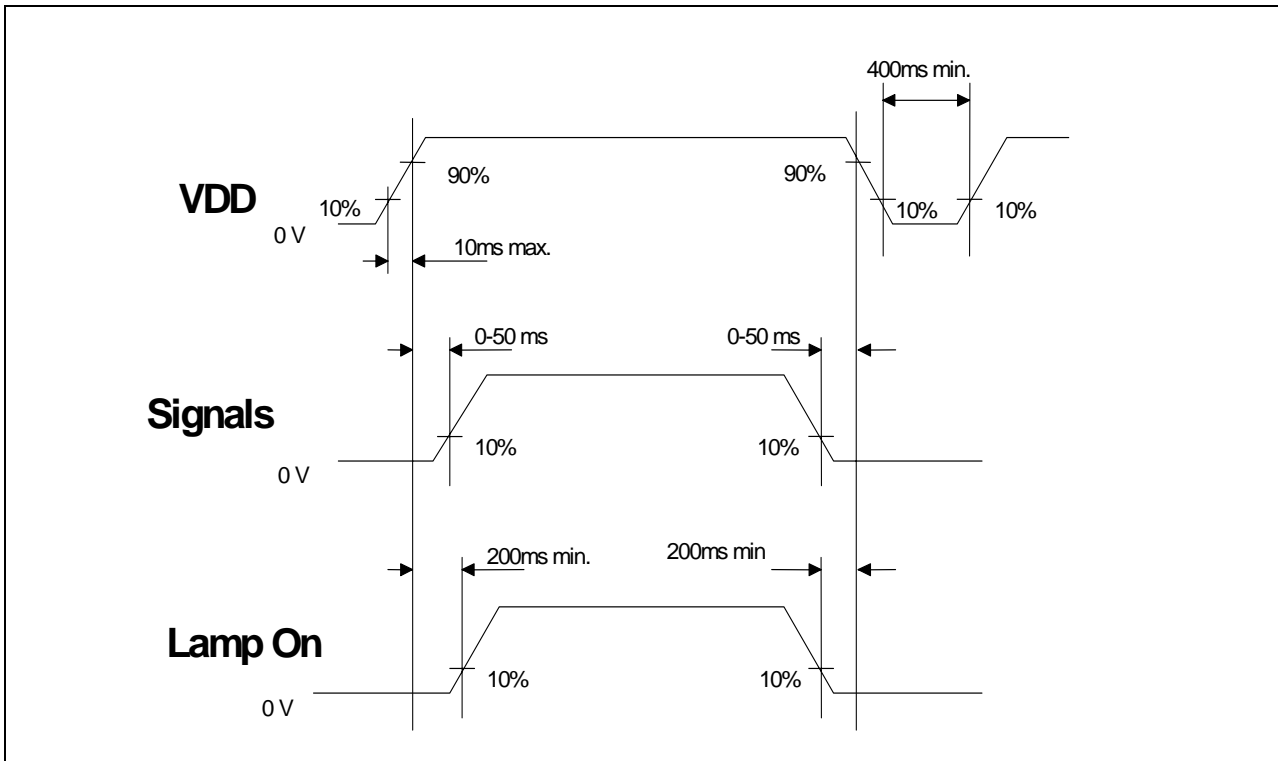 400ms min.
90%
90%
VDD
10%
10%
10%
0 V
10ms max.
0-50 ms
0-50 ms
Signals
10%
10%
0 V
200ms min.
200ms min
Lamp On
10%
10%
0 V